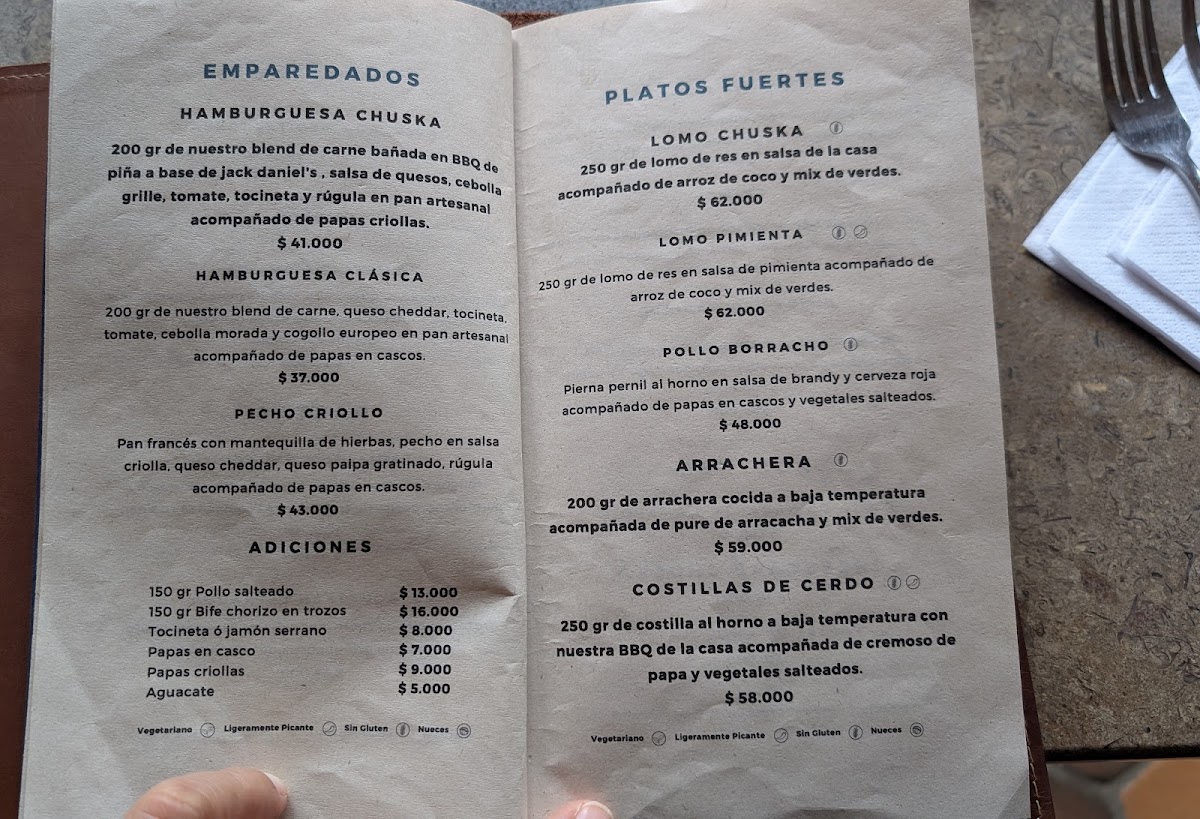 EMPAREDADOS
HAMBURGUESA CHUSKA
200 gr de nuestro blend de carne bañada en BBQ de
piña a base de jack daniel's , salsa de quesos, cebolla
grille, tomate, tocineta y rúgula en pan artesanal
acompañado de papas criollas.
$ 41.000
HAMBURGUESA CLÁSICA
200 gr de nuestro blend de carne, queso cheddar, tocineta,
tomate, cebolla morada y cogollo europeo en pan artesanal
acompañado de papas en cascos.
$ 37.000
PECHO CRIOLLO
Pan francés con mantequilla de hierbas, pecho en salsa
criolla, queso cheddar, queso paipa gratinado, rúgula
acompañado de papas en cascos.
$ 43.000
ADICIONES
150 gr Pollo salteado $ 13.000
150 gr Bife chorizo en trozos $ 16.000
Tocineta ó jamón serrano $ 8.000
Papas en casco $ 7.000
Papas criollas $ 9.000
Aguacate $ 5.000
Vegetariano Ligeramente Picante Sin Gluten Nueces
PLATOS FUERTES
LOMO CHUSKA
250 gr de lomo de res en salsa de la casa
acompañado de arroz de coco y mix de verdes.
$ 62.000
LOMO PIMIENTA
250 gr de lomo de res en salsa de pimienta acompañado de
arroz de coco y mix de verdes.
$ 62.000
POLLO BORRACHO
Pierna pernil al horno en salsa de brandy y cerveza roja
acompañado de papas en cascos y vegetales salteados.
$ 48.000
ARRACHERA
200 gr de arrachera cocida a baja temperatura
acompañada de pure de arracacha y mix de verdes.
$ 59.000
COSTILLAS DE CERDO
250 gr de costilla al horno a baja temperatura con
nuestra BBQ de la casa acompañada de cremoso de
papa y vegetales salteados.
$ 58.000
Vegetariano Ligeramente Picante Sin Gluten Nueces